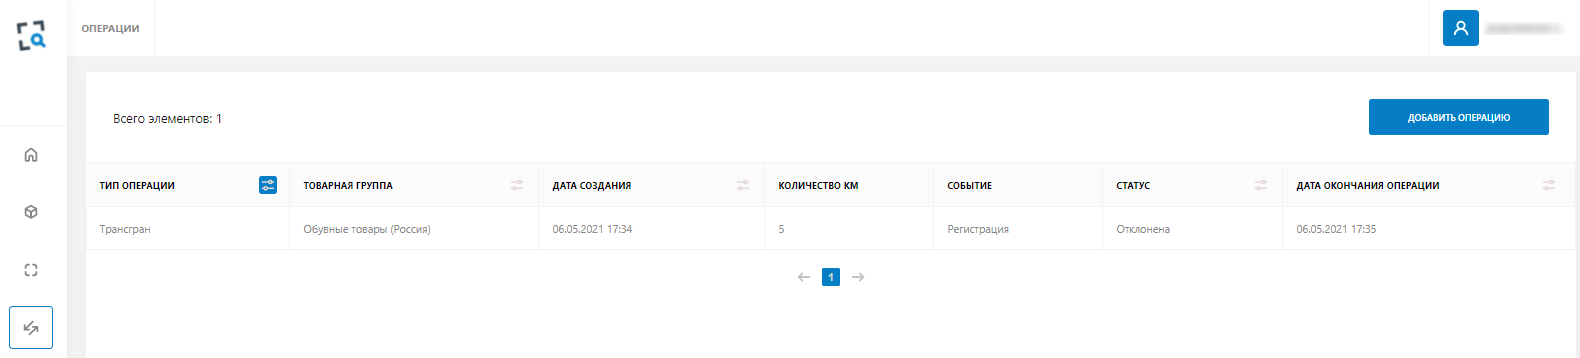 ОПЕРАЦИИ
Всего элементов: 1
ДОБАВИТЬ ОПЕРАЦИЮ
ТИП ОПЕРАЦИИ ТОВАРНАЯ ГРУППА ДАТА СОЗДАНИЯ КОЛИЧЕСТВО КМ СОБЫТИЕ СТАТУС ДАТА ОКОНЧАНИЯ ОПЕРАЦИИ
Трансгран Обувные товары (Россия) 06.05.2021 17:34 5 Регистрация Отклонена 06.05.2021 17:35
1